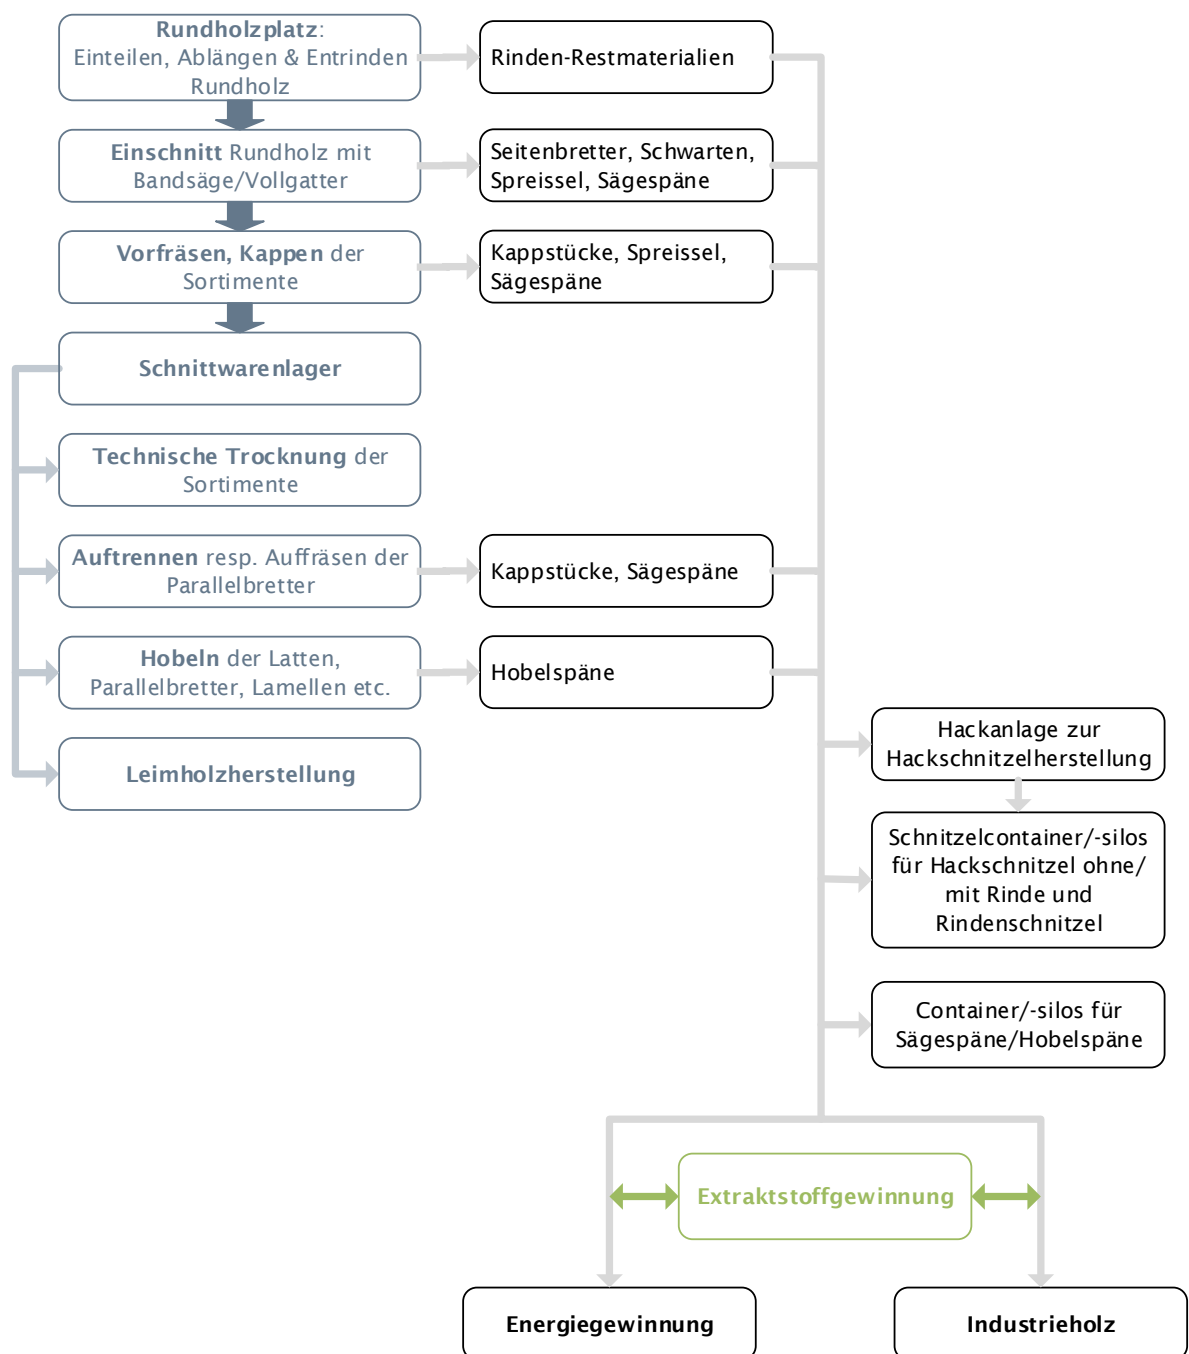 Rundholzplatz:
Einteilen, Ablängen & Entrinden
Rundholz
Rinden-Restmaterialien
Einschnitt Rundholz mit
Bandsäge/Vollgatter
Seitenbretter, Schwarten,
Spreissel, Sägespäne
Vorfräsen, Kappen der
Sortimente
Kappstücke, Spreissel,
Sägespäne
Schnittwarenlager
Technische Trocknung der
Sortimente
Auftrennen resp. Auffräsen der
Parallelbretter
Kappstücke, Sägespäne
Hobeln der Latten,
Parallelbretter, Lamellen etc.
Hobelspäne
Leimholzherstellung
Hackanlage zur
Hackschnitzelherstellung
Schnitzelcontainer/-silos
für Hackschnitzel ohne/
mit Rinde und
Rindenschnitzel
Container/-silos für
Sägespäne/Hobelspäne
Extraktstoffgewinnung
Energiegewinnung
Industrieholz